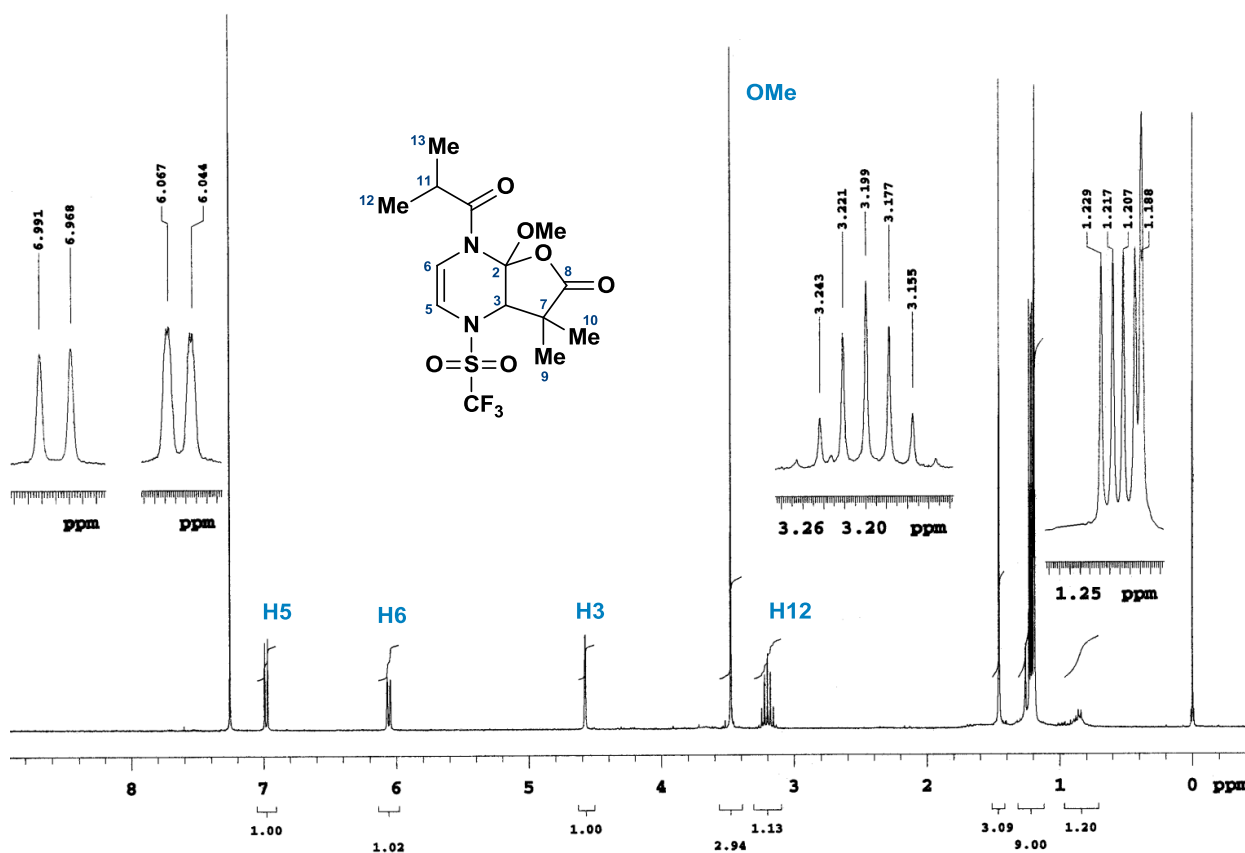 OMe
6.991
6.968
6.067
6.044
13
Me
11
O
12
Me
OMe
N
O
6
2
8
O
5
3
7
10
N
Me
Me
O=S=O
9
CF3
3.243
3.221
3.199
3.177
3.155
1.229
1.217
1.207
1.188
ppm
ppm
3.26 3.20 ppm
1.25 ppm
H5
H6
H3
H12
8 7 6 5 4 3 2 1 0 ppm
1.00
1.02
1.00
2.94
1.13
3.09
9.00
1.20